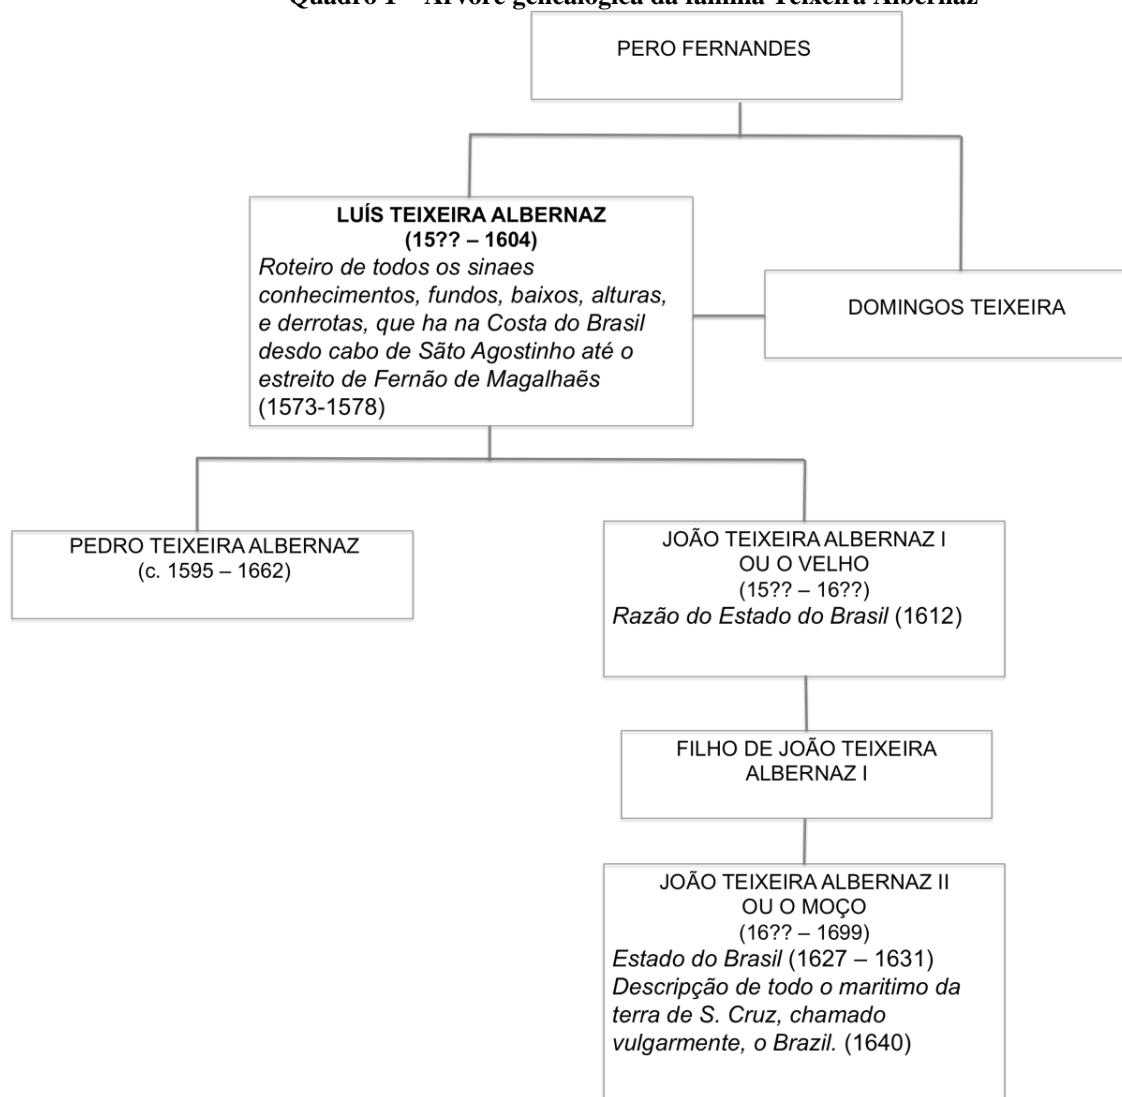 Quadro 1 – Árvore genealógica da família Teixeira Albernaz
PERO FERNANDES
LUÍS TEIXEIRA ALBERNAZ
(15?? – 1604)
Roteiro de todos os sinaes
conhecimentos, fundos, baixos, alturas,
e derrotas, que ha na Costa do Brasil
desdo cabo de Sãto Agostinho até o
estreito de Fernão de Magalhaẽs
(1573-1578)
DOMINGOS TEIXEIRA
PEDRO TEIXEIRA ALBERNAZ
(c. 1595 – 1662)
JOÃO TEIXEIRA ALBERNAZ I
OU O VELHO
(15?? – 16??)
Razão do Estado do Brasil (1612)
FILHO DE JOÃO TEIXEIRA
ALBERNAZ I
JOÃO TEIXEIRA ALBERNAZ II
OU O MOÇO
(16?? – 1699)
Estado do Brasil (1627 – 1631)
Descripção de todo o maritimo da
terra de S. Cruz, chamado
vulgarmente, o Brazil. (1640)